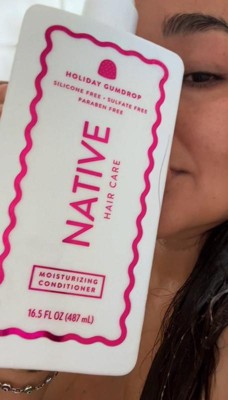 HOLIDAY GUMDROP
SILICONE FREE • SULFATE FREE
PARABEN FREE
NATIVE
HAIR CARE
MOISTURIZING
CONDITIONER
16.5 FL OZ (487 mL)